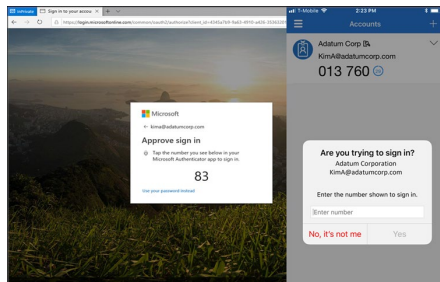 InPrivate
Sign in to your accou
https://login.microsoftonline.com/common/oauth2/authorize?client_id=
Microsoft
← kima@adatumcorp.com
Approve sign in
Tap the number you see below in your
Microsoft Authenticator app to sign in.
83
Use your password instead
T-Mobile
2:23 PM
Accounts
Adatum Corp
KimA@adatumcorp.com
013 760
Are you trying to sign in?
Adatum Corporation
KimA@adatumcorp.com
Enter the number shown to sign in.
Enter number
No, it's not me
Yes